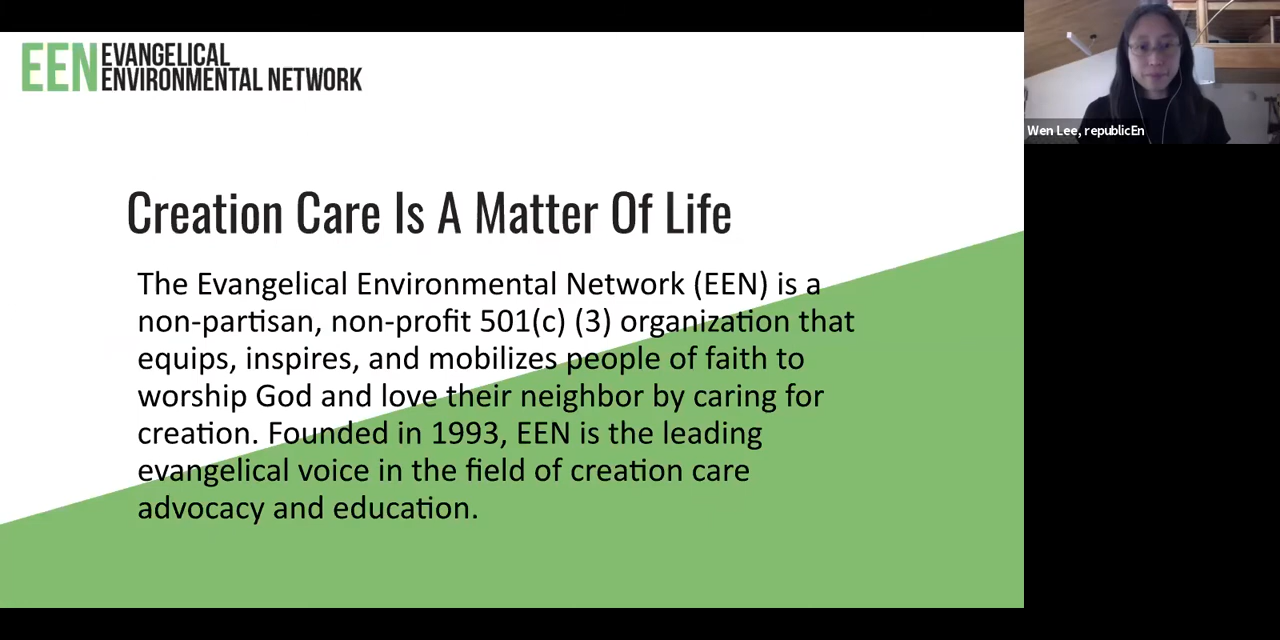 EEN EVANGELICAL
ENVIRONMENTAL NETWORK
Wen Lee, republicEn
Creation Care Is A Matter Of Life
The Evangelical Environmental Network (EEN) is a
non-partisan, non-profit 501(c) (3) organization that
equips, inspires, and mobilizes people of faith to
worship God and love their neighbor by caring for
creation. Founded in 1993, EEN is the leading
evangelical voice in the field of creation care
advocacy and education.